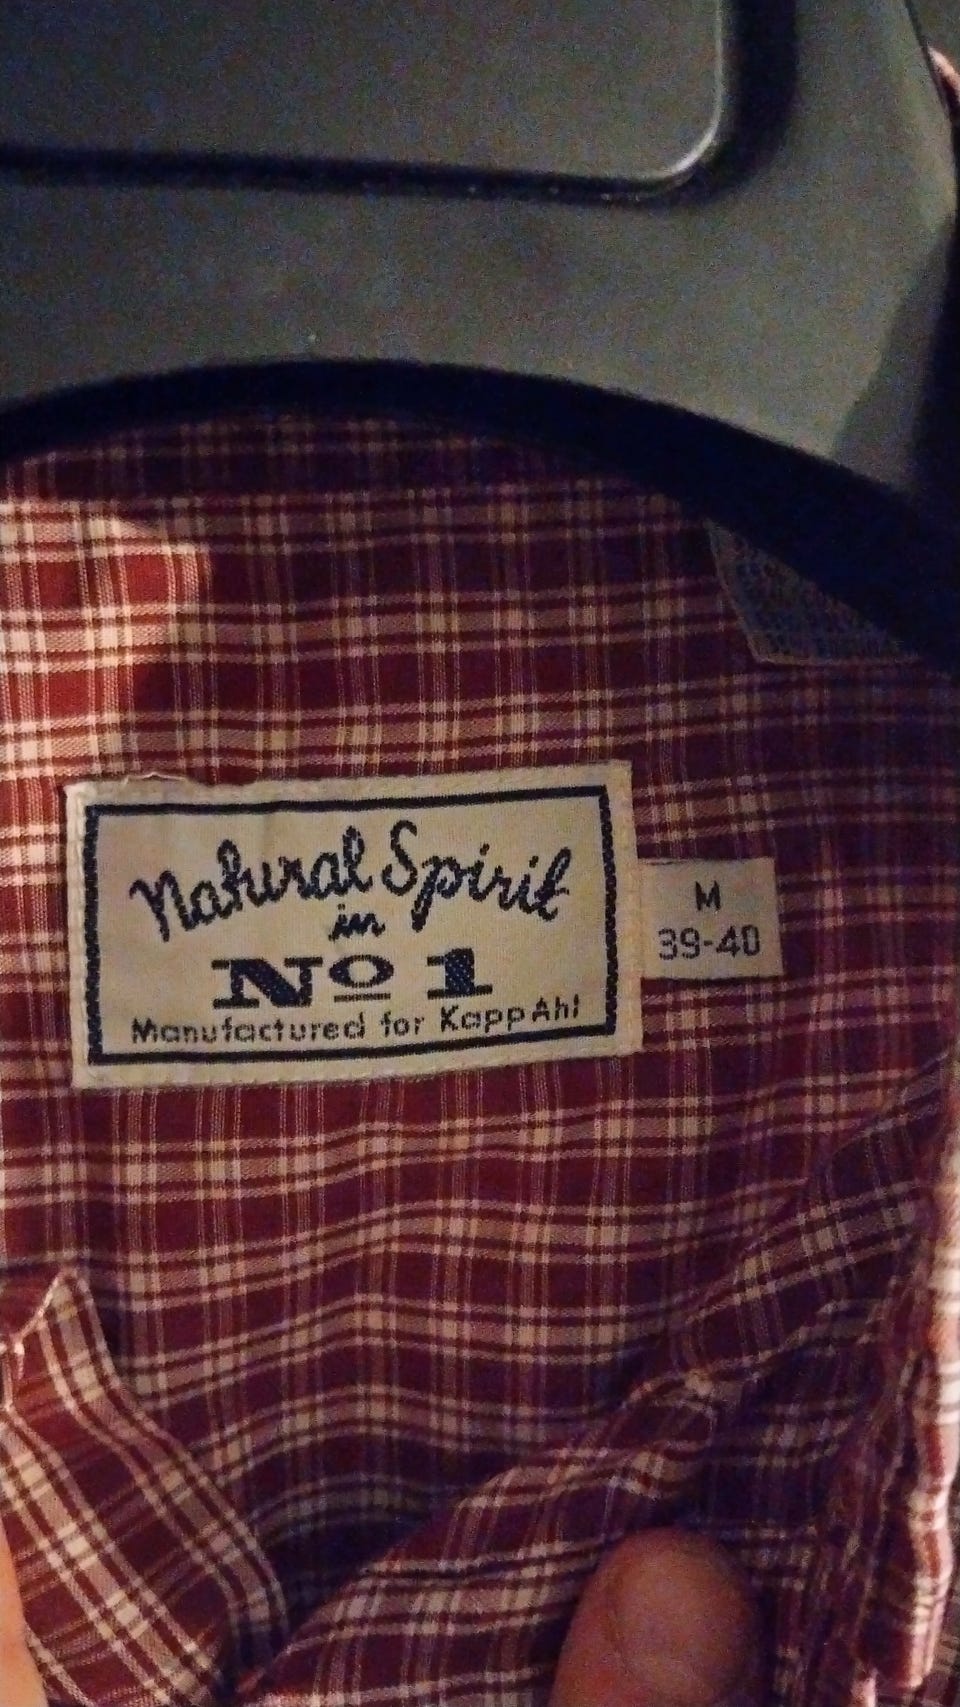 Natural Spirit
in
No 1
Manufactured for KappAhl
M
39-40